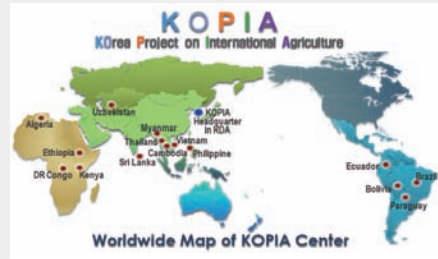 KOPIA
KOrea Project on International Agriculture
Uzbekistan
KOPIA
Headquarter
in RDA
Algeria
Myanmar
Thailand
Vietnam
Ethiopia
Cambodia
Philippine
DR Congo
Kenya
Sri Lanka
Ecuador
Brazil
Bolivia
Paraguay
Worldwide Map of KOPIA Center